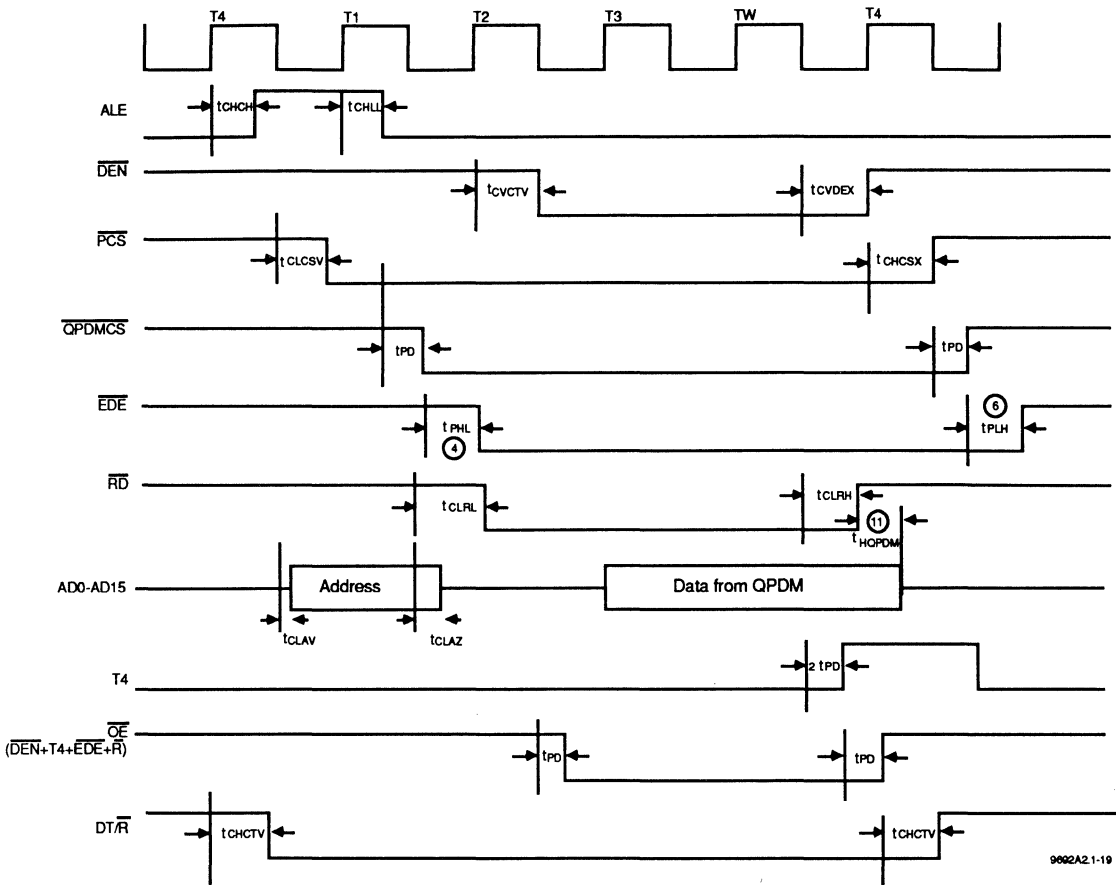 T4 T1 T2 T3 TW T4
ALE tCHCH tCHLL
DEN tCVCTV tCVDEX
PCS tCLCSV tCHCSX
QPDMCS tPD tPD
EDE tPHL 4 6 tPLH
RD tCLRL tCLRH 11 tHQPDM
AD0-AD15 Address Data from QPDM
tCLAV tCLAZ
T4 2 tPD
OE tPD tPD
(DEN+T4+EDE+R)
DT/R tCHCTV tCHCTV
9692A2.1-19